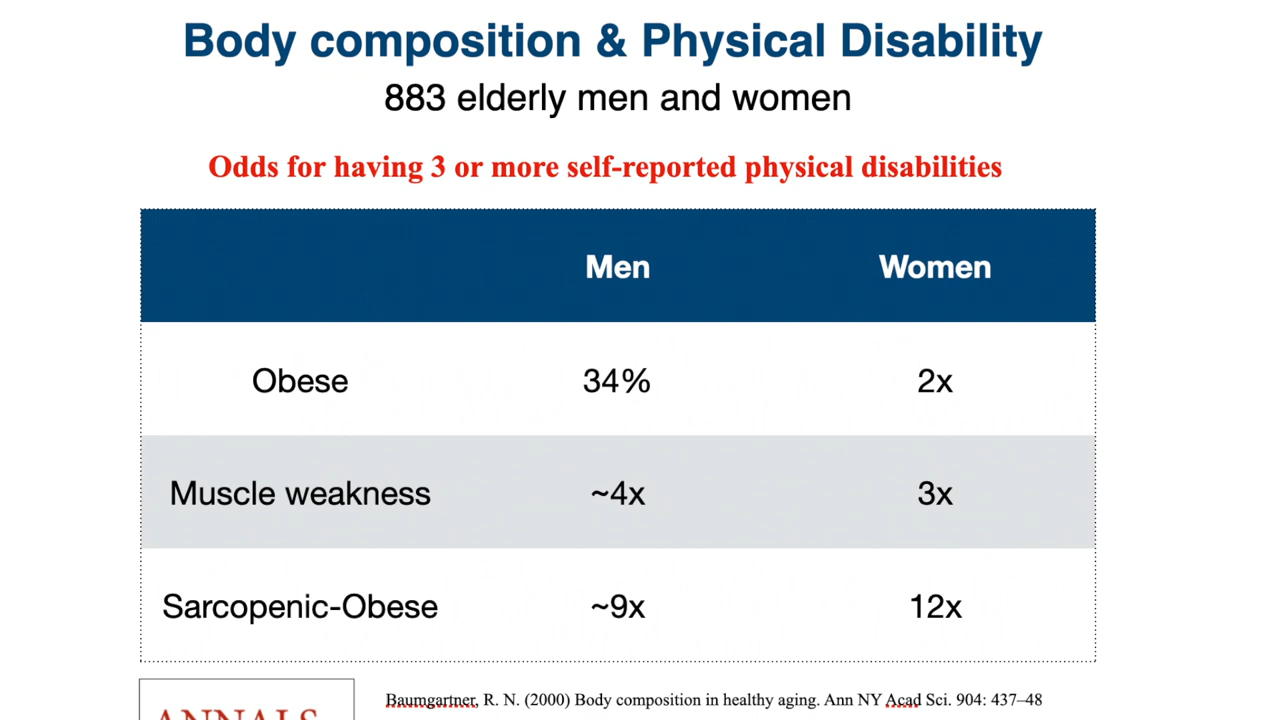 Body composition & Physical Disability
883 elderly men and women
Odds for having 3 or more self-reported physical disabilities
Men Women
Obese 34% 2x
Muscle weakness ~4x 3x
Sarcopenic-Obese ~9x 12x
Baumgartner, R. N. (2000) Body composition in healthy aging. Ann NY Acad Sci. 904: 437–48
ANNALS